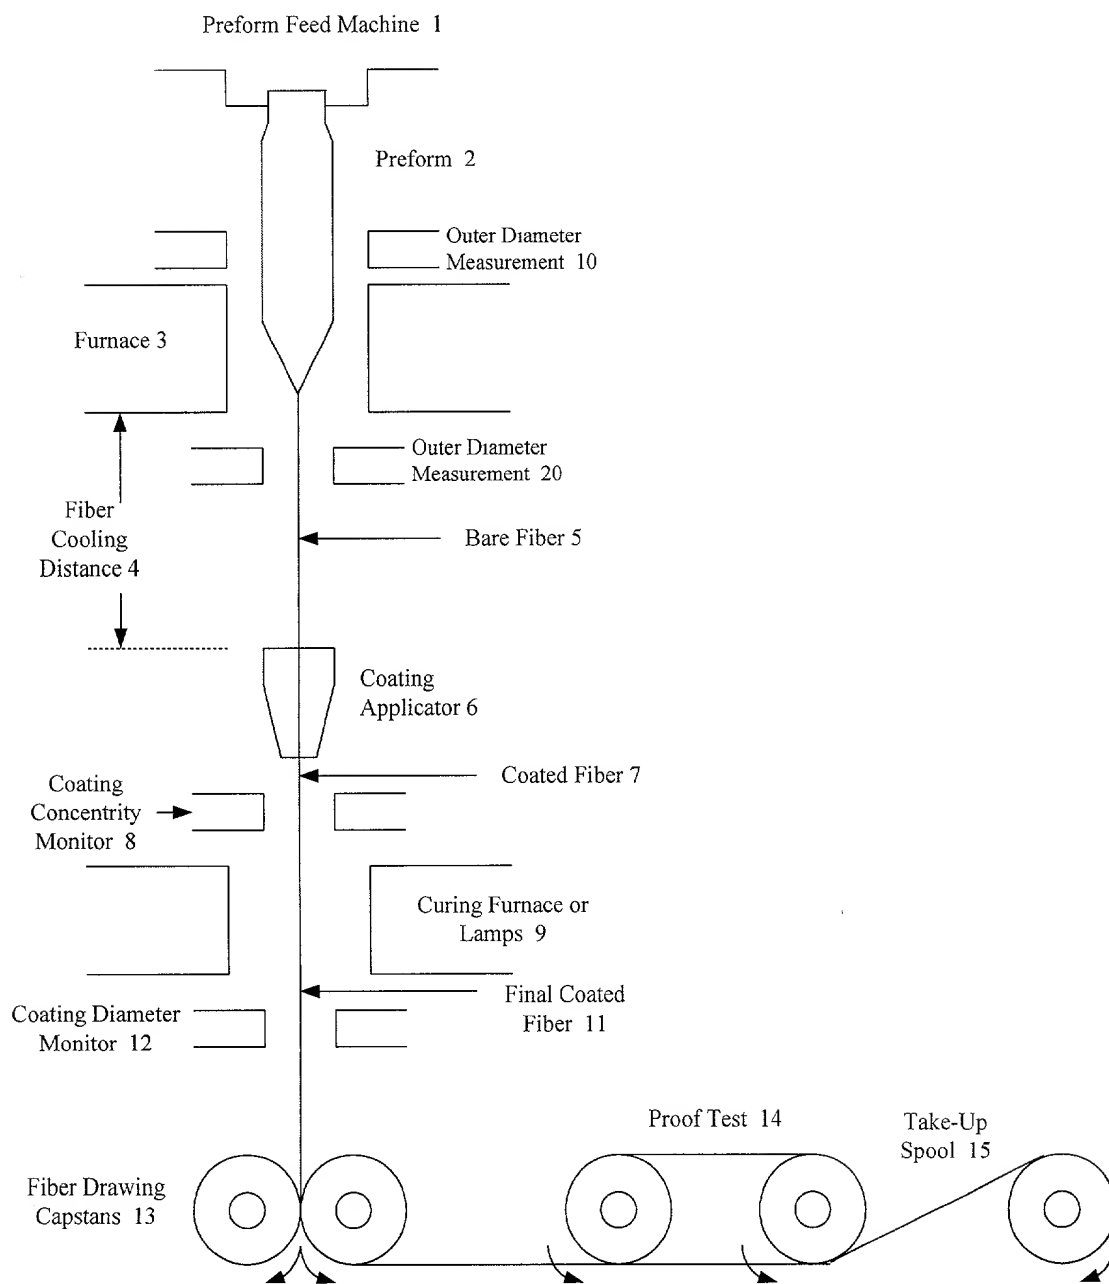 Preform Feed Machine 1
Preform 2
Outer Diameter
Measurement 10
Furnace 3
Outer Diameter
Measurement 20
Fiber
Cooling
Distance 4
Bare Fiber 5
Coating
Applicator 6
Coated Fiber 7
Coating
Concentrity
Monitor 8
Curing Furnace or
Lamps 9
Final Coated
Fiber 11
Coating Diameter
Monitor 12
Proof Test 14
Take-Up
Spool 15
Fiber Drawing
Capstans 13